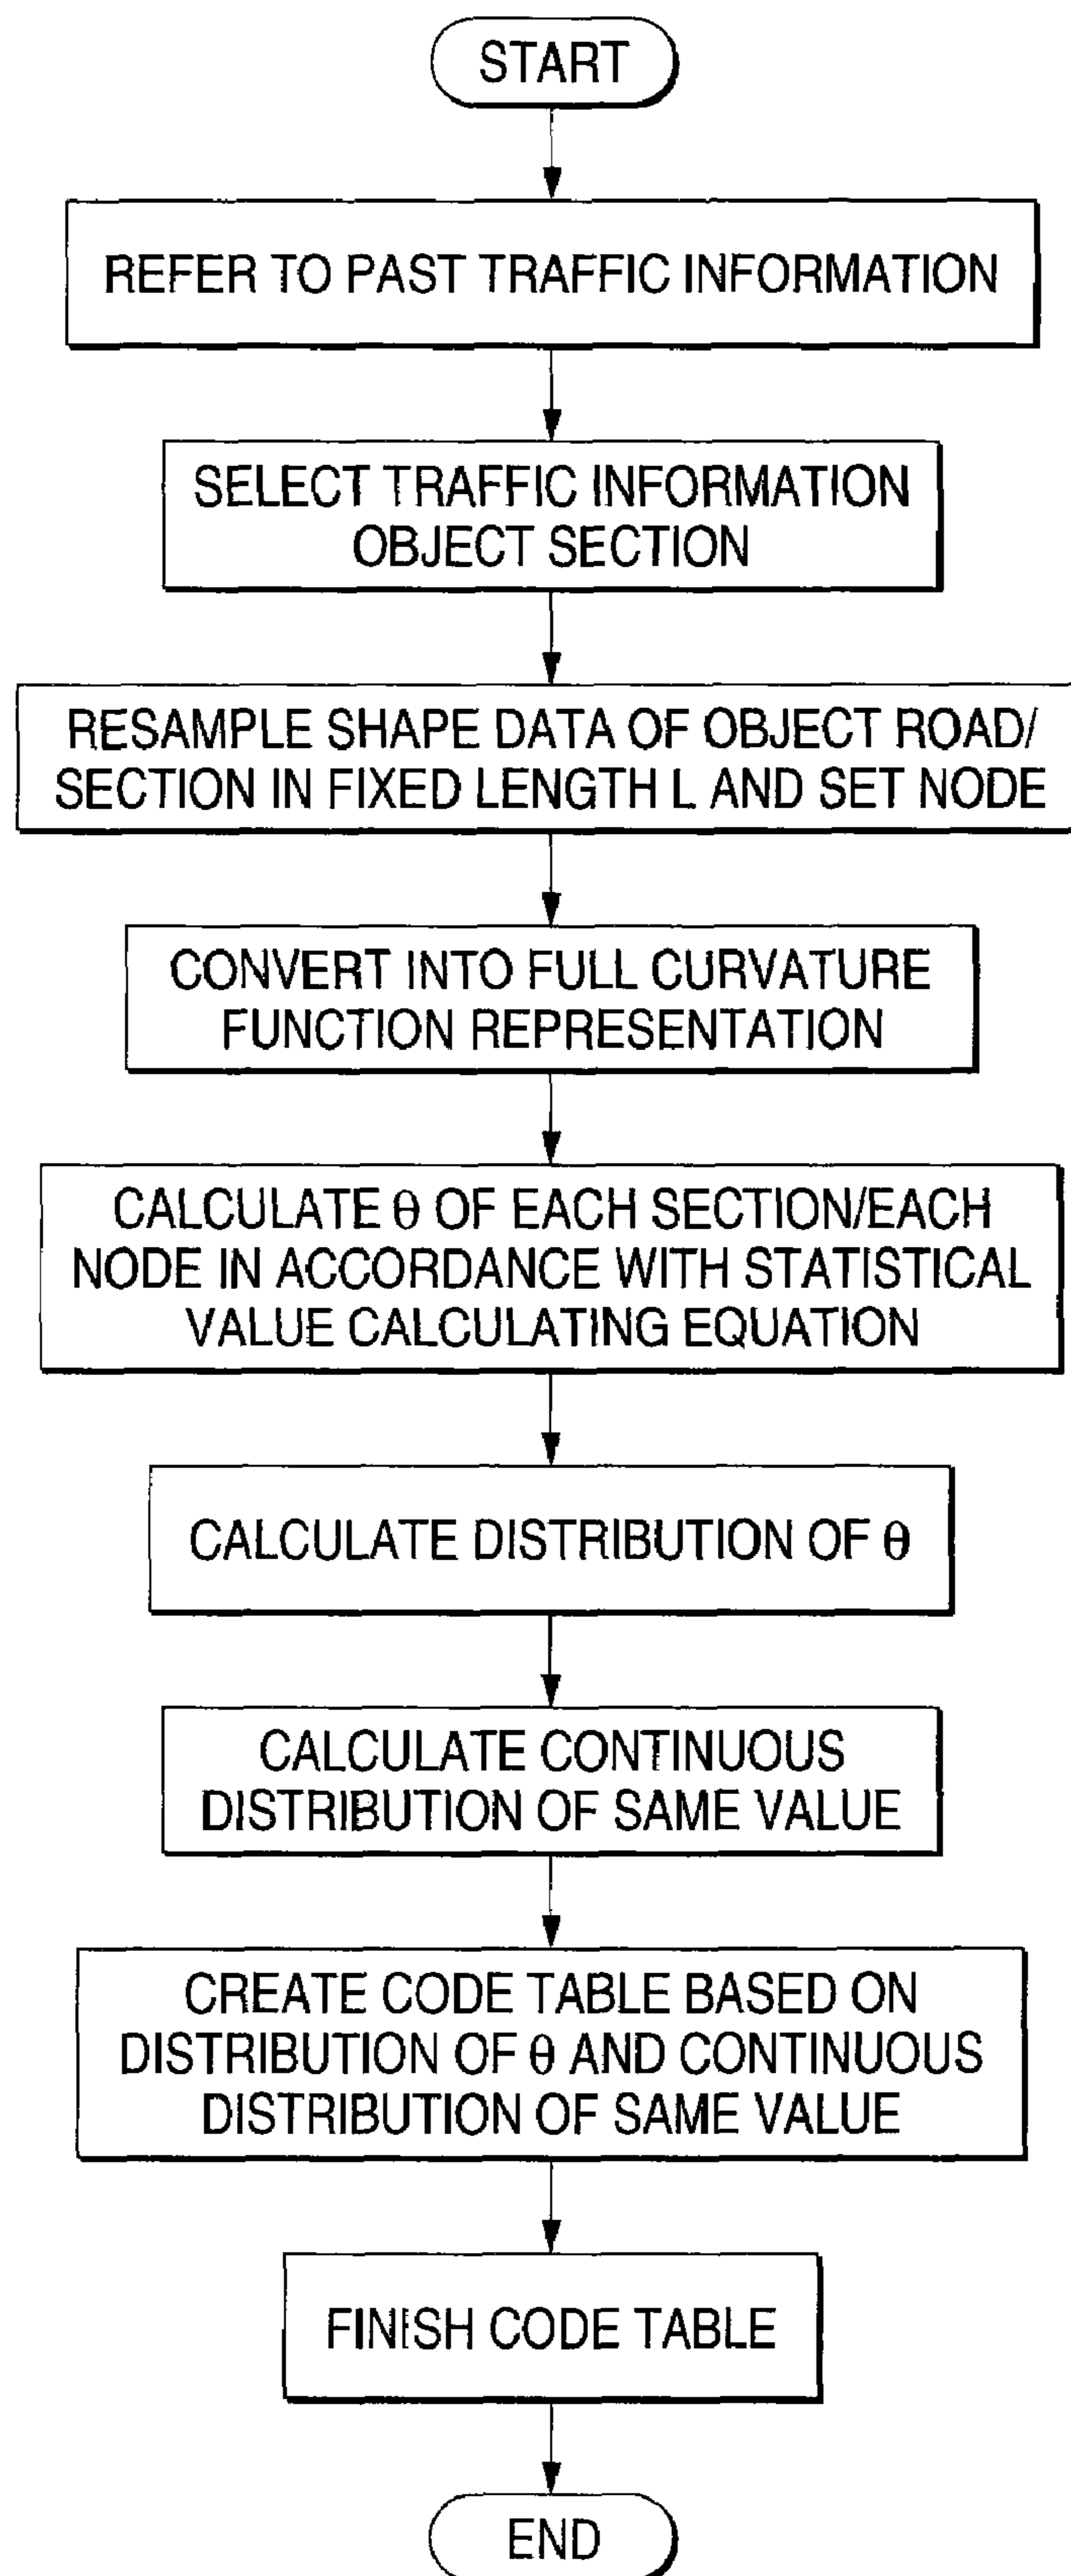 START
REFER TO PAST TRAFFIC INFORMATION
SELECT TRAFFIC INFORMATION
OBJECT SECTION
RESAMPLE SHAPE DATA OF OBJECT ROAD/
SECTION IN FIXED LENGTH L AND SET NODE
CONVERT INTO FULL CURVATURE
FUNCTION REPRESENTATION
CALCULATE θ OF EACH SECTION/EACH
NODE IN ACCORDANCE WITH STATISTICAL
VALUE CALCULATING EQUATION
CALCULATE DISTRIBUTION OF θ
CALCULATE CONTINUOUS
DISTRIBUTION OF SAME VALUE
CREATE CODE TABLE BASED ON
DISTRIBUTION OF θ AND CONTINUOUS
DISTRIBUTION OF SAME VALUE
FINISH CODE TABLE
END